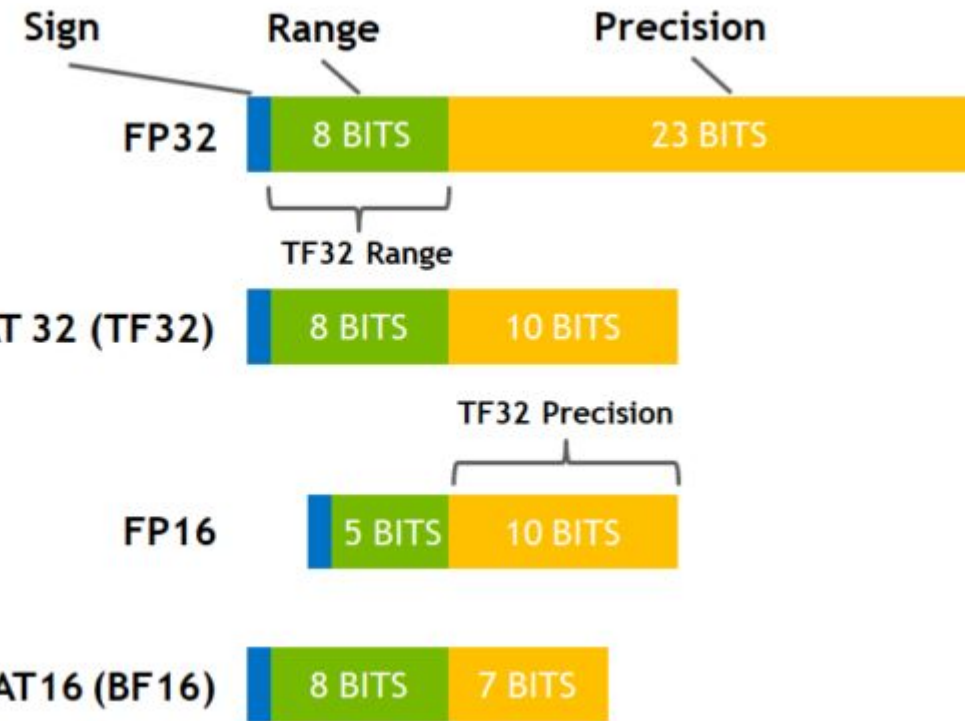 Sign Range Precision
FP32 8 BITS 23 BITS
TF32 Range
T 32 (TF32) 8 BITS 10 BITS
TF32 Precision
FP16 5 BITS 10 BITS
AT16 (BF16) 8 BITS 7 BITS